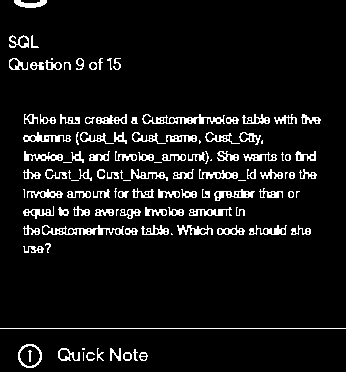 SQL
Question 9 of 15
Khloe has created a CustomerInvoice table with five
columns (Cust_Id, Cust_name, Cust_City,
Invoice_Id, and Invoice_amount). She wants to find
the Cust_Id, Cust_Name, and Invoice_Id where the
Invoice amount for that Invoice is greater than or
equal to the average Invoice amount in
theCustomerInvoice table. Which code should she
use?
Quick Note